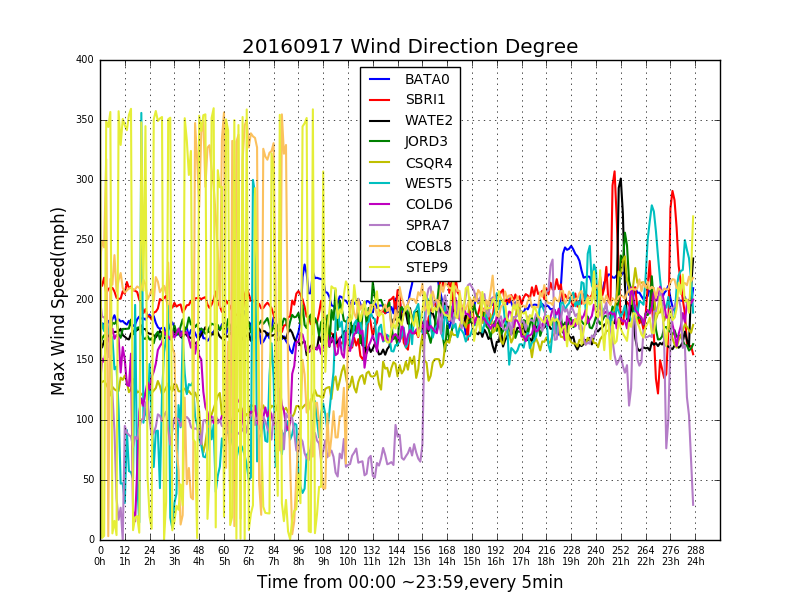 20160917 Wind Direction Degree
400
350
300
250
200
150
100
50
0
Max Wind Speed(mph)
BATA0
SBRI1
WATE2
JORD3
CSQR4
WEST5
COLD6
SPRA7
COBL8
STEP9
0 12 24 36 48 60 72 84 96 108 120 132 144 156 168 180 192 204 216 228 240 252 264 276 288
0h 1h 2h 3h 4h 5h 6h 7h 8h 9h 10h 11h 12h 13h 14h 15h 16h 17h 18h 19h 20h 21h 22h 23h 24h
Time from 00:00 ~23:59,every 5min